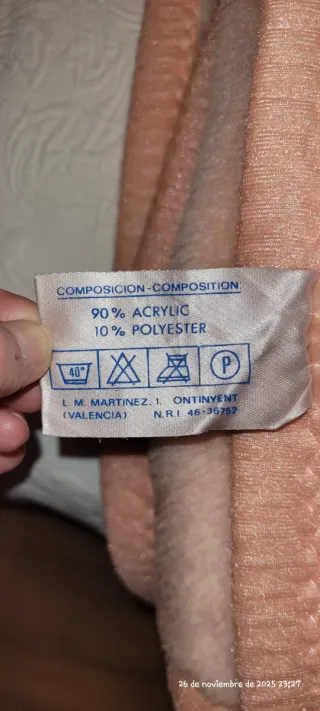 COMPOSICION-COMPOSITION
90% ACRYLIC
10% POLYESTER
40° P
L. M. MARTINEZ, 1. ONTINYENT
(VALENCIA) N.R.I 46-36752
26 de noviembre de 2025 23:27